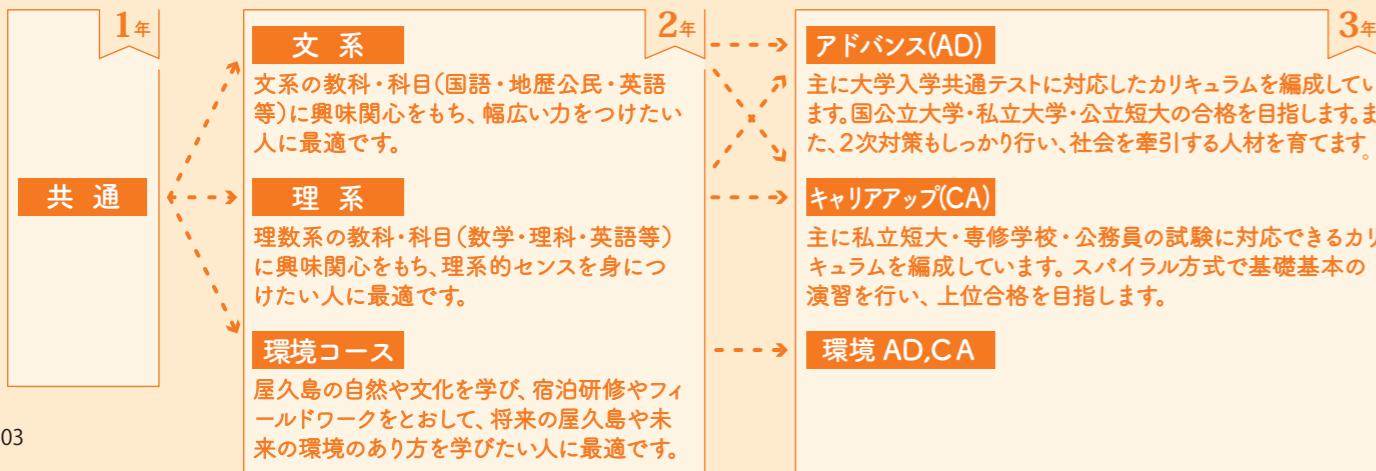 1年
共通
2年
文系
文系の教科・科目(国語・地歴公民・英語
等)に興味関心をもち、幅広い力をつけたい
人に最適です。
理系
理数系の教科・科目(数学・理科・英語等)
に興味関心をもち、理系的センスを身につ
けたい人に最適です。
環境コース
屋久島の自然や文化を学び、宿泊研修やフィ
ールドワークをとおして、将来の屋久島や未
来の環境のあり方を学びたい人に最適です。
3年
アドバンス(AD)
主に大学入学共通テストに対応したカリキュラムを編成してい
ます。国公立大学・私立大学・公立短大の合格を目指します。ま
た、2次対策もしっかり行い、社会を牽引する人材を育てます。
キャリアアップ(CA)
主に私立短大・専修学校・公務員の試験に対応できるカリ
キュラムを編成しています。スパイラル方式で基礎基本の
演習を行い、上位合格を目指します。
環境 AD,CA
03